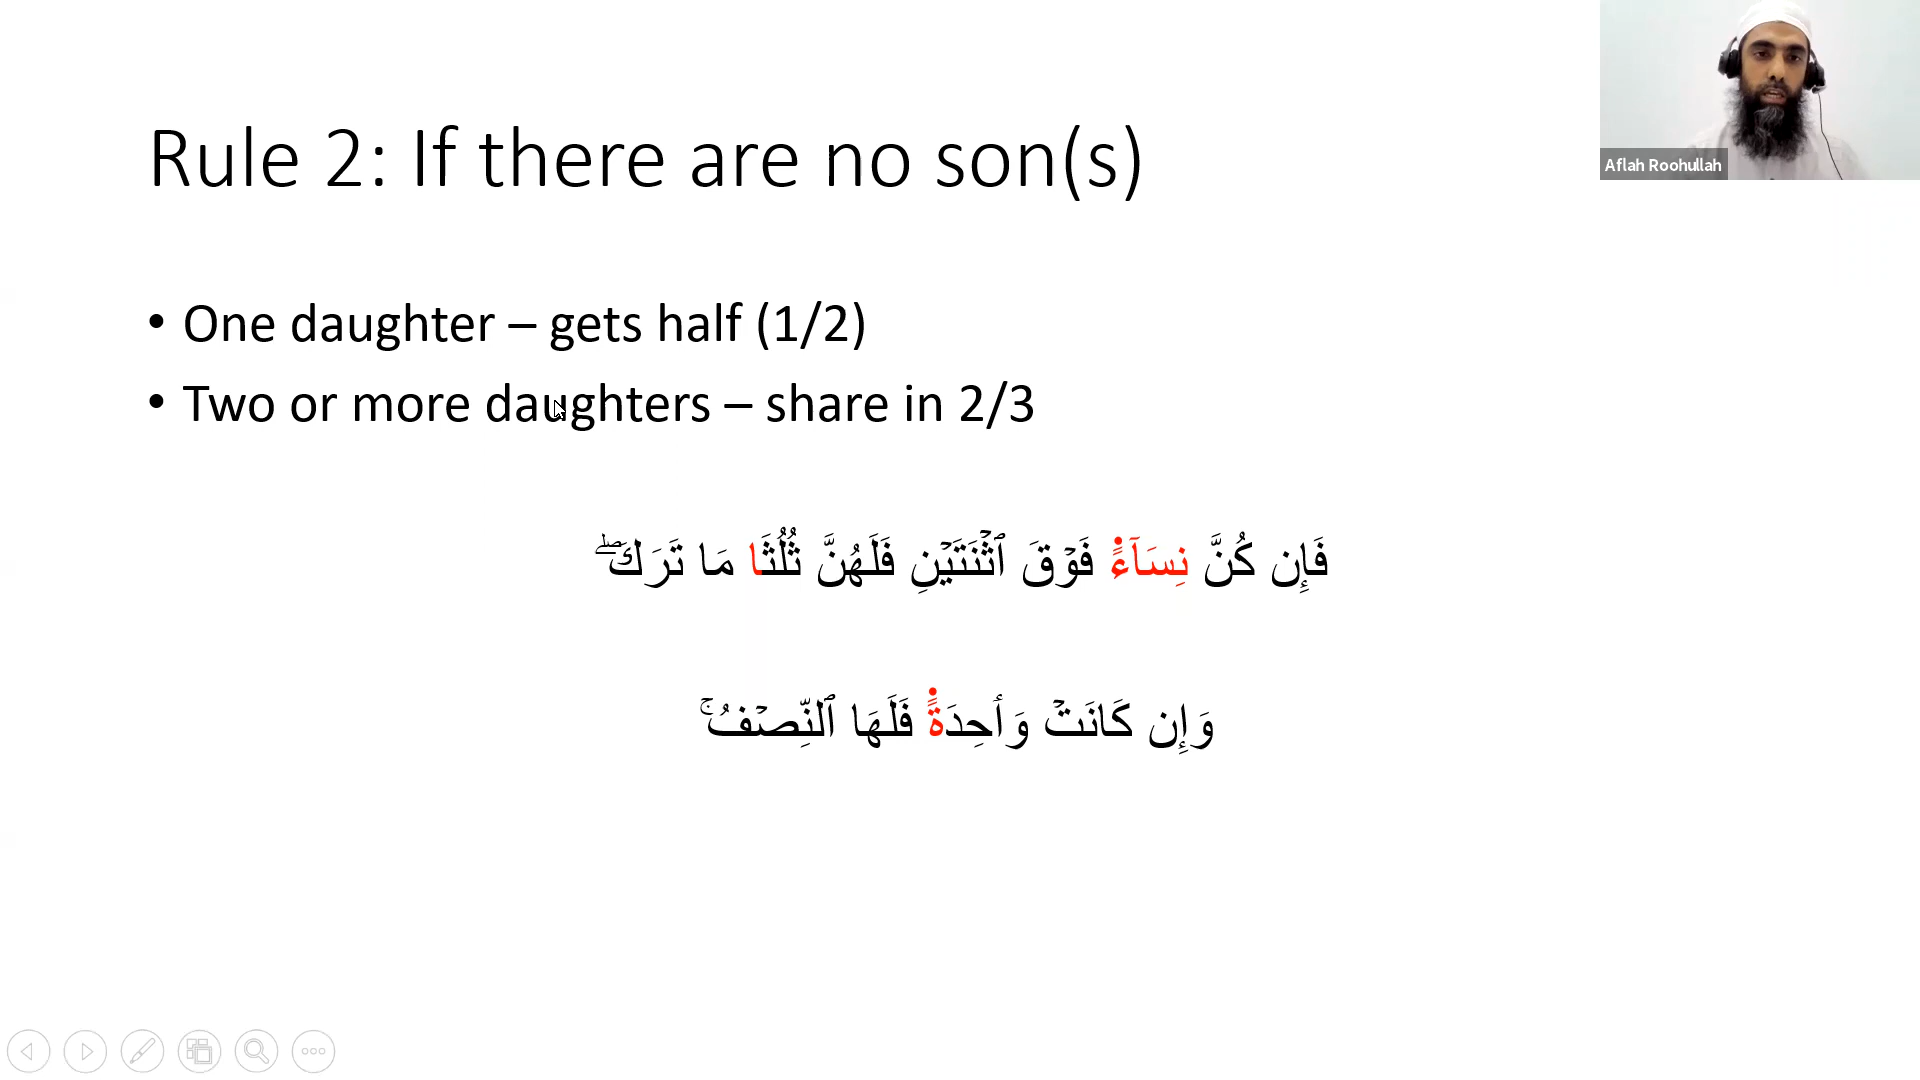 Rule 2: If there are no son(s)
Aflah Roohullah
• One daughter – gets half (1/2)
• Two or more daughters – share in 2/3
فَإِن كُنَّ نِسَآءٗ فَوۡقَ ٱثۡنَتَيۡنِ فَلَهُنَّ ثُلُثَا مَا تَرَكَۖ
وَإِن كَانَتۡ وَٰحِدَةٗ فَلَهَا ٱلنِّصۡفُۚ